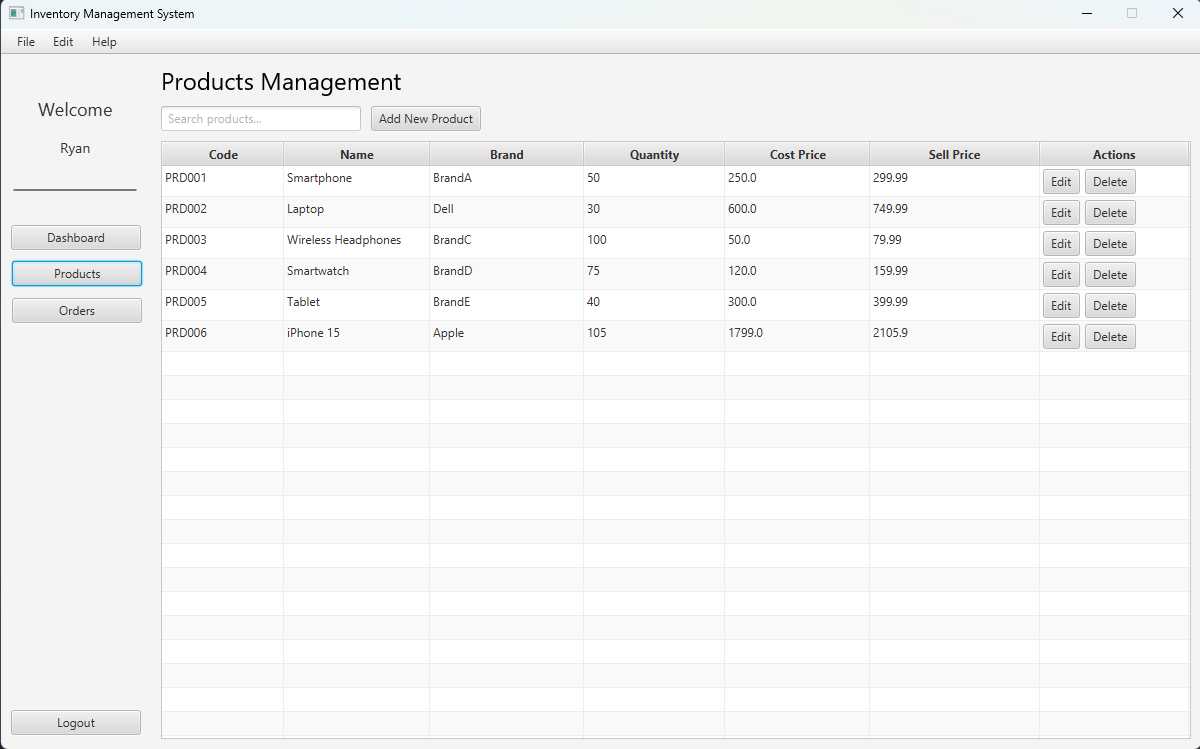 Inventory Management System
File Edit Help
Welcome
Ryan
Dashboard
Products
Orders
Logout
Products Management
Search products...
Add New Product
Code Name Brand Quantity Cost Price Sell Price Actions
PRD001 Smartphone BrandA 50 250.0 299.99 Edit Delete
PRD002 Laptop Dell 30 600.0 749.99 Edit Delete
PRD003 Wireless Headphones BrandC 100 50.0 79.99 Edit Delete
PRD004 Smartwatch BrandD 75 120.0 159.99 Edit Delete
PRD005 Tablet BrandE 40 300.0 399.99 Edit Delete
PRD006 iPhone 15 Apple 105 1799.0 2105.9 Edit Delete